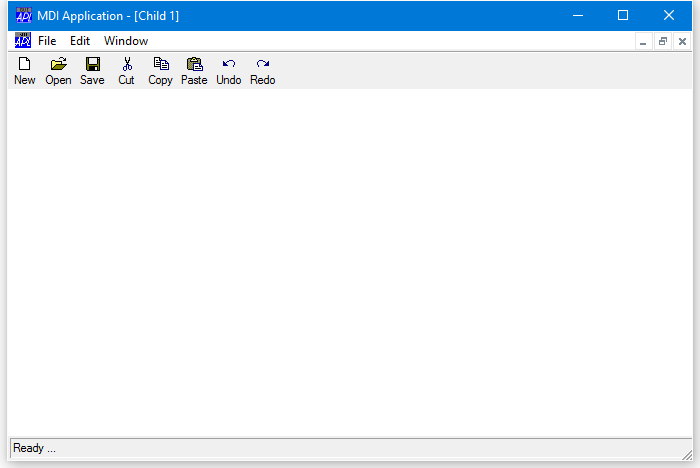 MDI Application - [Child 1]
File Edit Window
New Open Save Cut Copy Paste Undo Redo
Ready ...